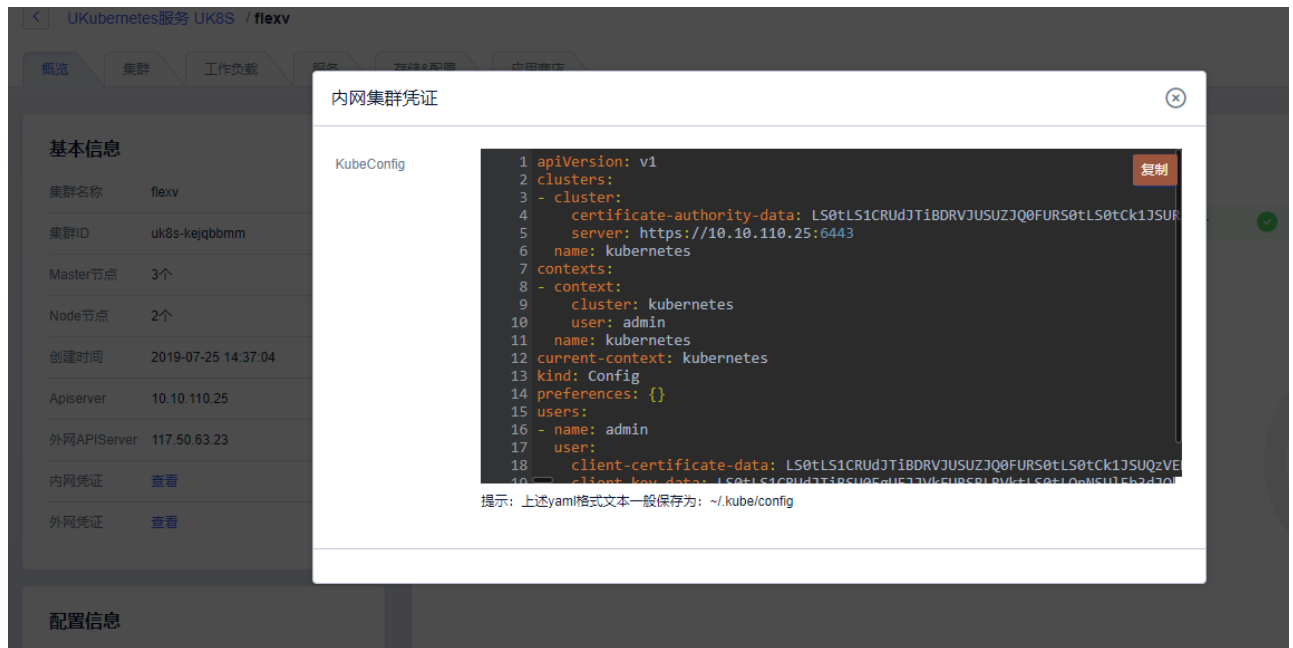 UKubernetes服务 UK8S / flexv
概览 集群 工作负载 服务 存储&配置 应用商店
内网集群凭证
基本信息
集群名称 flexv
集群ID uk8s-kejqbbmm
Master节点 3个
Node节点 2个
创建时间 2019-07-25 14:37:04
Apiserver 10.10.110.25
外网APIServer 117.50.63.23
内网凭证 查看
外网凭证 查看
配置信息
KubeConfig
复制
1 apiVersion: v1
2 clusters:
3 - cluster:
4 certificate-authority-data: LS0tLS1CRUdJTiBDRVJUSUZJQ0FURS0tLS0tCk1JSUR
5 server: https://10.10.110.25:6443
6 name: kubernetes
7 contexts:
8 - context:
9 cluster: kubernetes
10 user: admin
11 name: kubernetes
12 current-context: kubernetes
13 kind: Config
14 preferences: {}
15 users:
16 - name: admin
17 user:
18 client-certificate-data: LS0tLS1CRUdJTiBDRVJUSUZJQ0FURS0tLS0tCk1JSUQzVE
19 client-key-data:
提示：上述yaml格式文本一般保存为：~/.kube/config